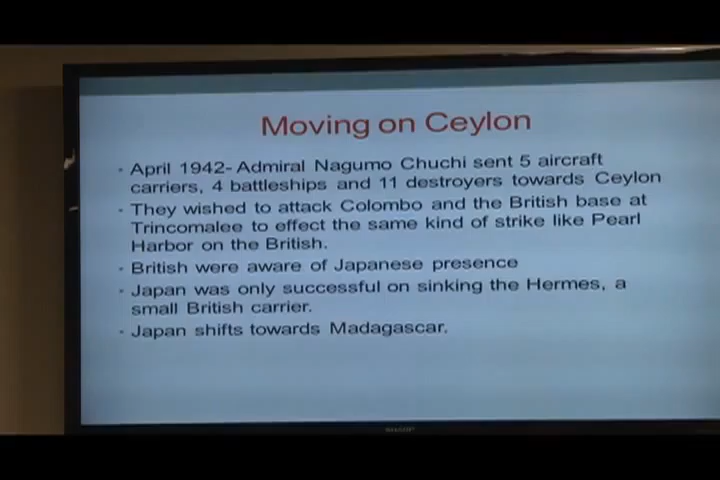 Moving on Ceylon
• April 1942- Admiral Nagumo Chuchi sent 5 aircraft
carriers, 4 battleships and 11 destroyers towards Ceylon
• They wished to attack Colombo and the British base at
Trincomalee to effect the same kind of strike like Pearl
Harbor on the British.
• British were aware of Japanese presence
• Japan was only successful on sinking the Hermes, a
small British carrier.
• Japan shifts towards Madagascar.
SHARP